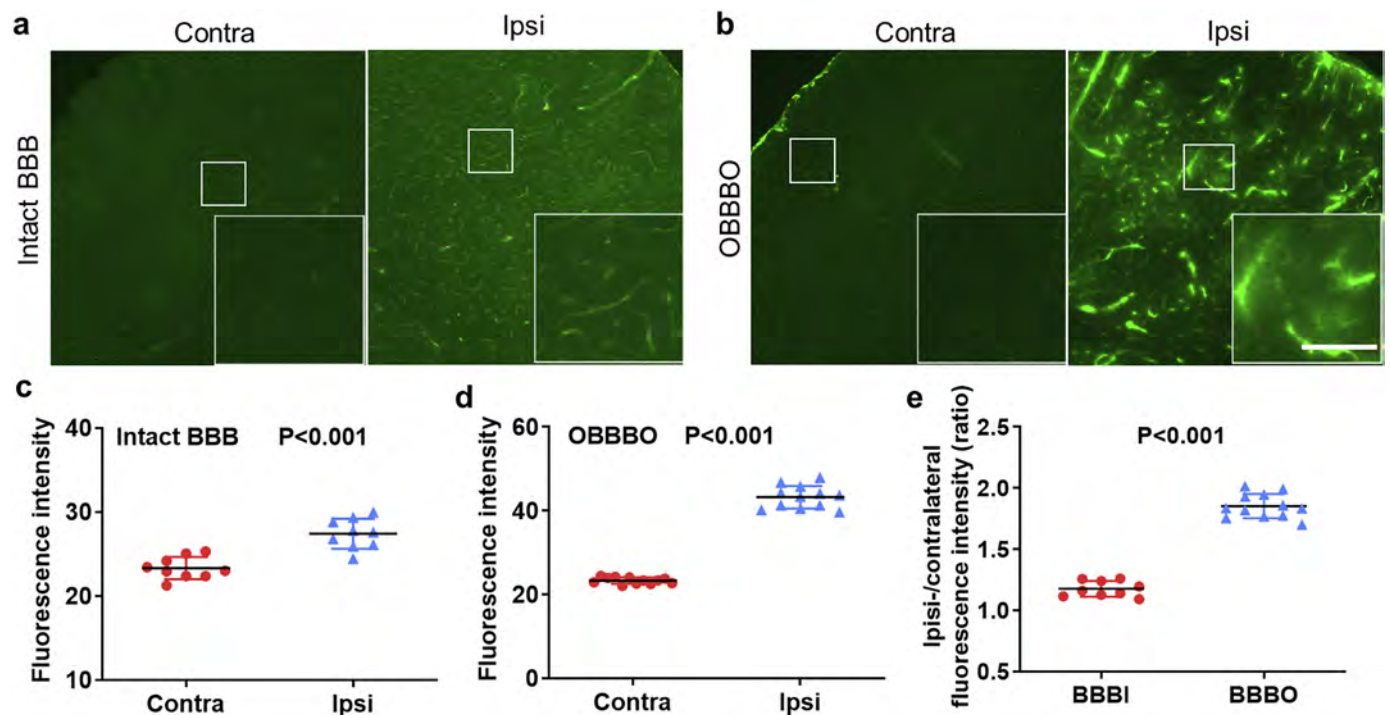 a
Contra
Ipsi
Intact BBB
b
Contra
Ipsi
OBBBO
c
Fluorescence intensity
40
30
20
10
Intact BBB P<0.001
Contra
Ipsi
d
Fluorescence intensity
60
40
20
0
OBBBO P<0.001
Contra
Ipsi
e
Ipisi-/contralateral
fluorescence intensity (ratio)
2.5
2.0
1.5
1.0
0.5
P<0.001
BBBI
BBBO